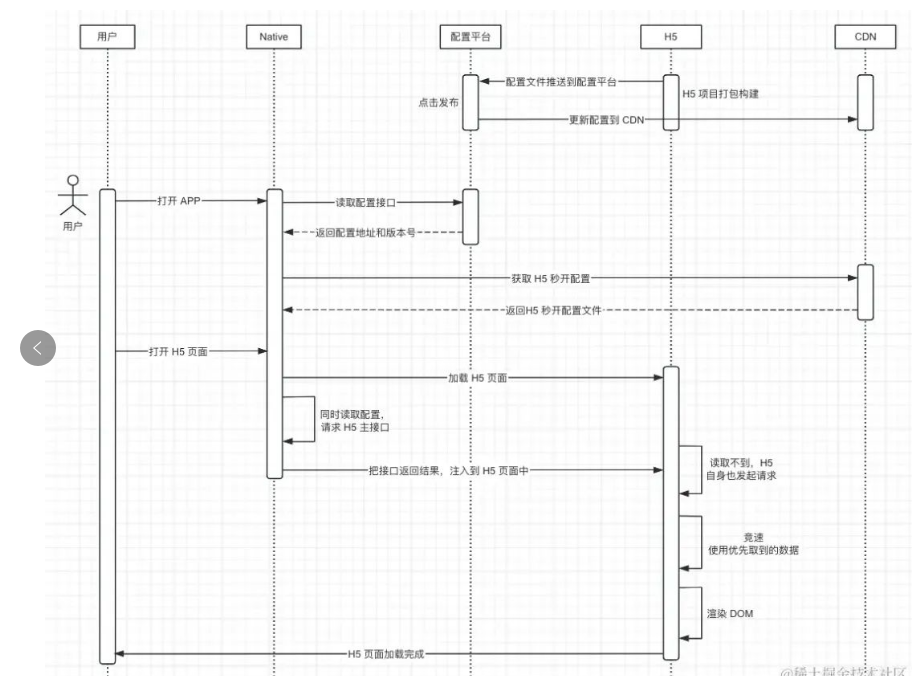 用户
Native
配置平台
H5
CDN
配置文件推送到配置平台
H5 项目打包构建
点击发布
更新配置到 CDN
打开 APP
读取配置接口
用户
返回配置地址和版本号
获取 H5 秒开配置
返回H5 秒开配置文件
打开 H5 页面
加载 H5 页面
同时读取配置，
请求 H5 主接口
把接口返回结果，注入到 H5 页面中
读取不到，H5
自身也发起请求
竞速
使用优先取到的数据
渲染 DOM
H5 页面加载完成
@稀土掘金技术社区